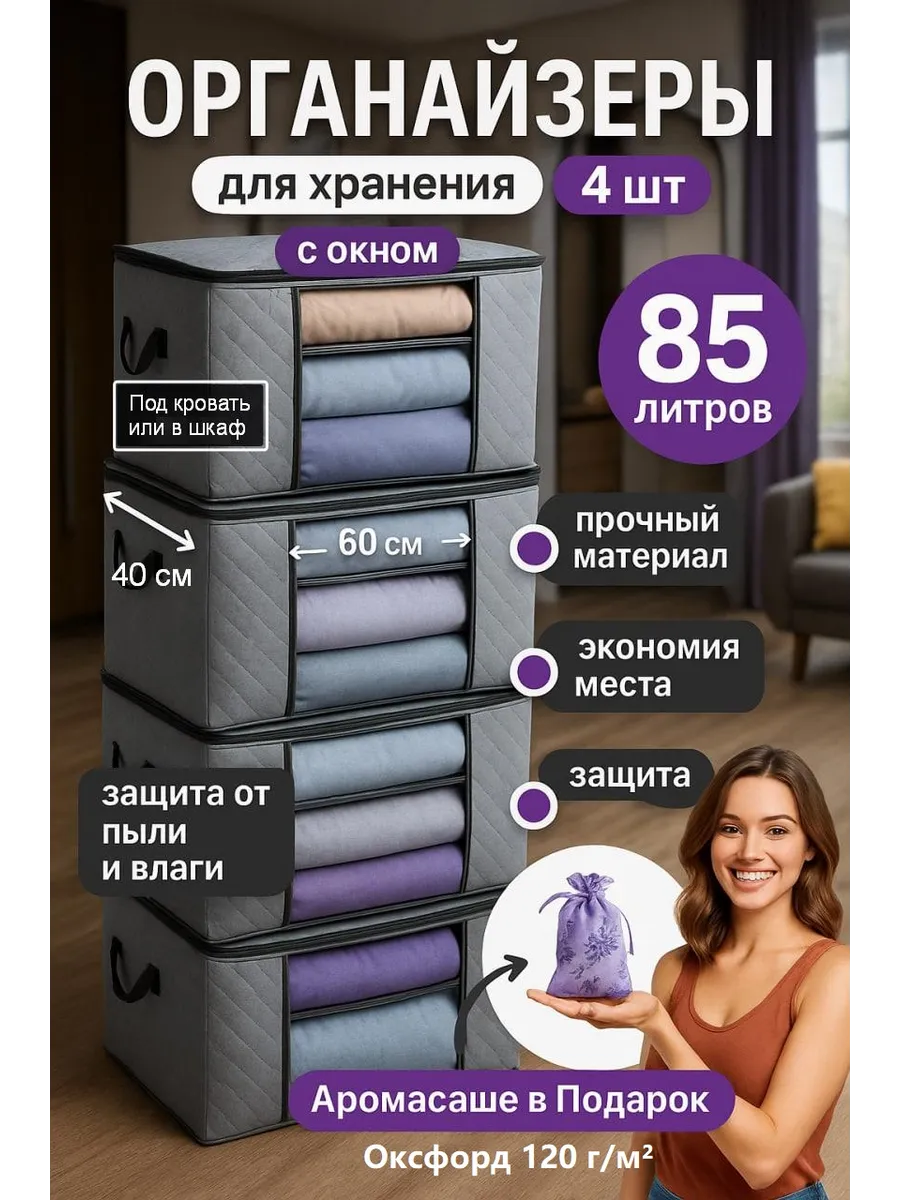 ОРГАНАЙЗЕРЫ
для хранения
4 шт
с окном
85
литров
Под кровать
или в шкаф
60 см
40 см
прочный
материал
экономия
места
защита
защита от
пыли
и влаги
Аромасаше в Подарок
Оксфорд 120 г/м²